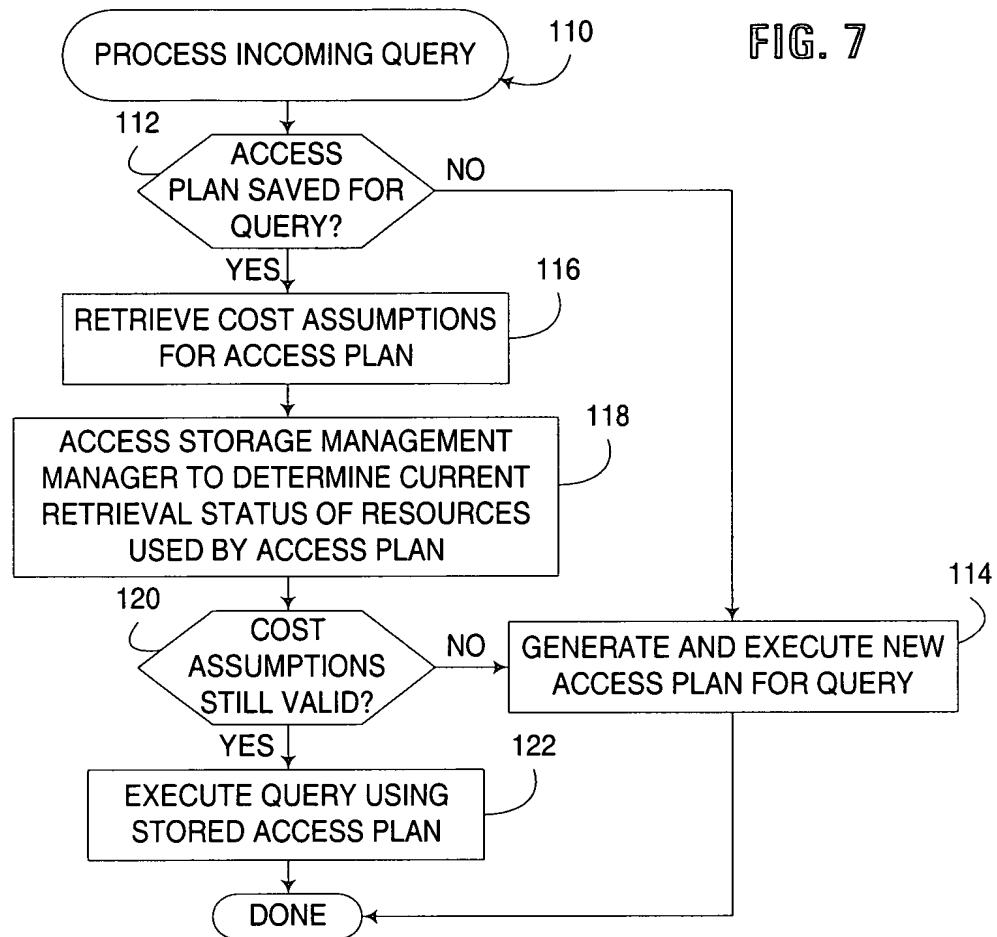 FIG. 7
PROCESS INCOMING QUERY
110
112
ACCESS
PLAN SAVED FOR
QUERY?
NO
YES
116
RETRIEVE COST ASSUMPTIONS
FOR ACCESS PLAN
118
ACCESS STORAGE MANAGEMENT
MANAGER TO DETERMINE CURRENT
RETRIEVAL STATUS OF RESOURCES
USED BY ACCESS PLAN
120
COST
ASSUMPTIONS
STILL VALID?
NO
114
GENERATE AND EXECUTE NEW
ACCESS PLAN FOR QUERY
YES
122
EXECUTE QUERY USING
STORED ACCESS PLAN
DONE